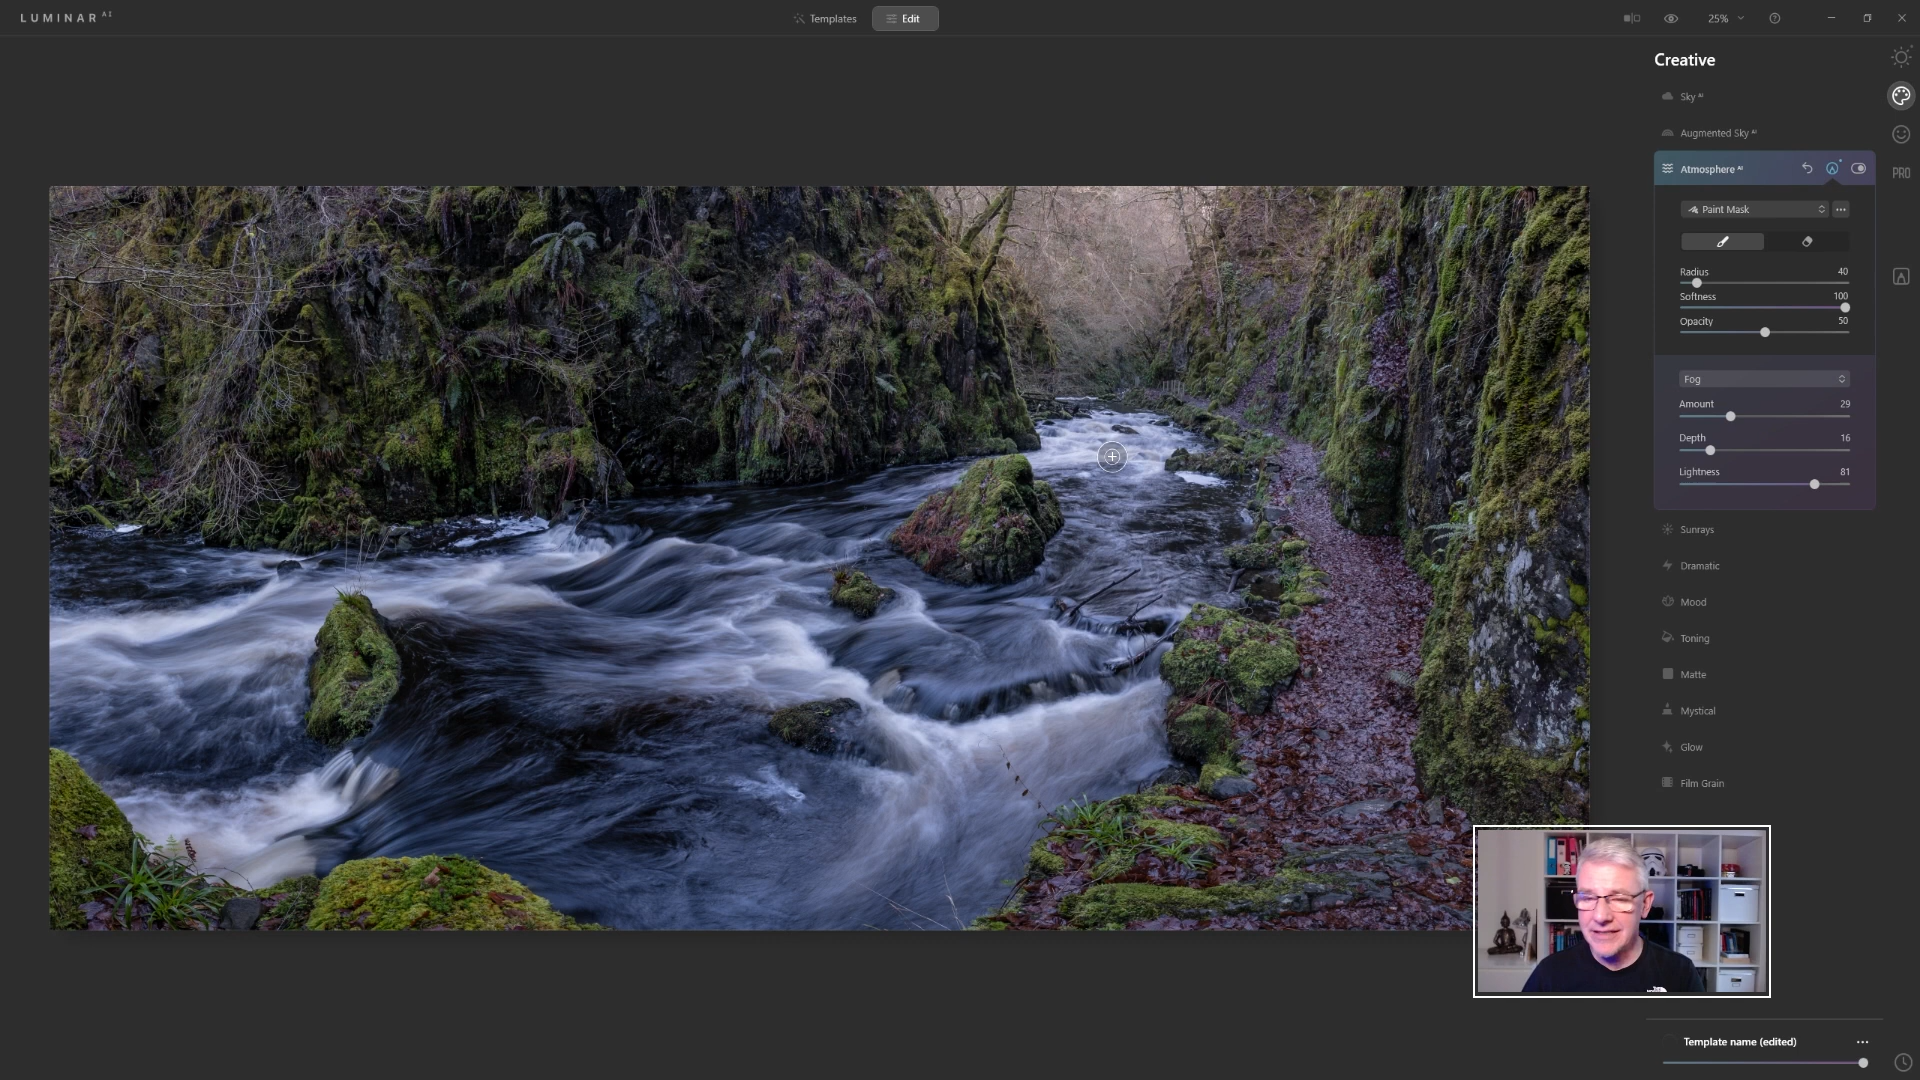 LUMINAR AI
Templates
Edit
25%
Creative
Sky AI
Augmented Sky AI
Atmosphere AI
PRO
Paint Mask
Radius 40
Softness 100
Opacity 50
Fog
Amount 29
Depth 16
Lightness 81
Sunrays
Dramatic
Mood
Toning
Matte
Mystical
Glow
Film Grain
Template name (edited)